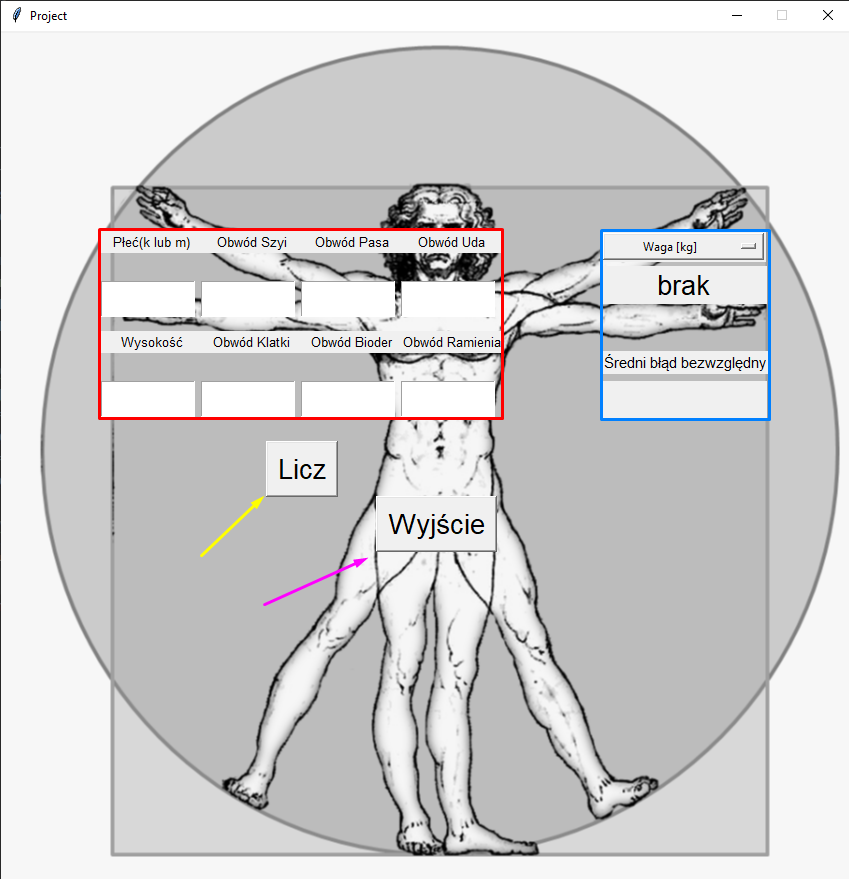 Project
Płeć(k lub m) Obwód Szyi Obwód Pasa Obwód Uda
Wysokość Obwód Klatki Obwód Bioder Obwód Ramienia
Waga [kg]
brak
Średni błąd bezwzględny
Licz
Wyjście